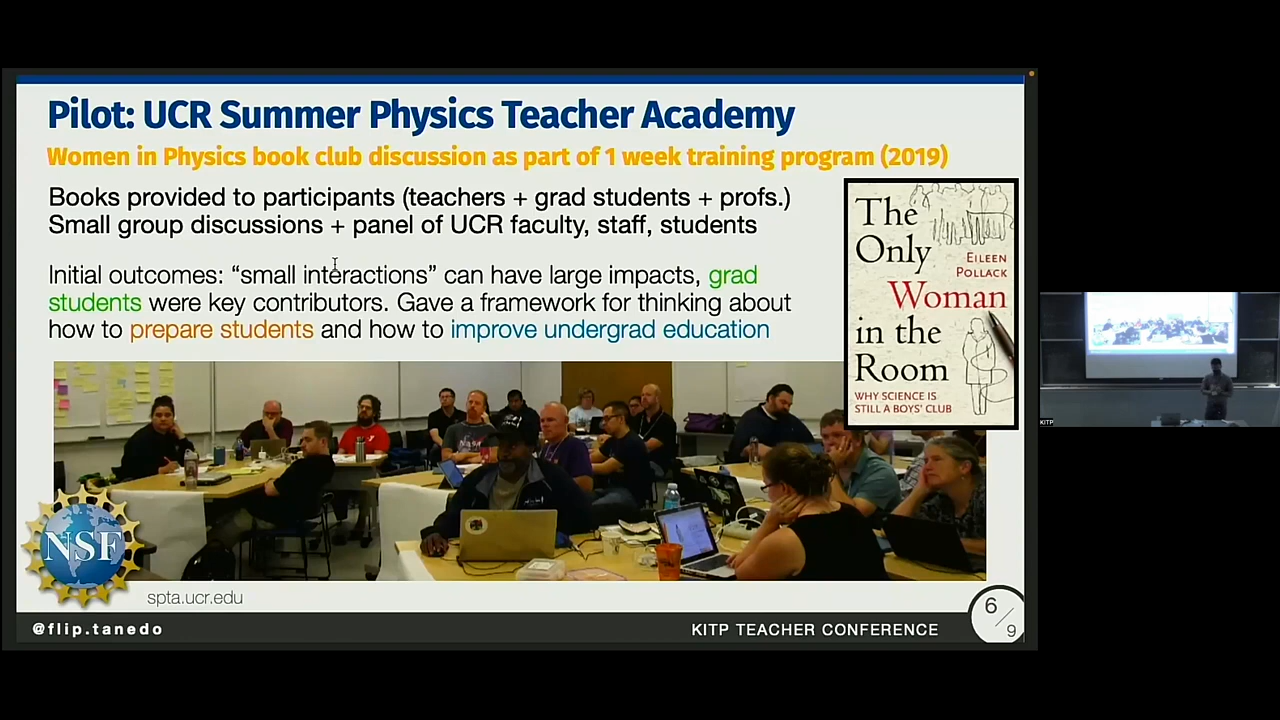 Pilot: UCR Summer Physics Teacher Academy
Women in Physics book club discussion as part of 1 week training program (2019)
Books provided to participants (teachers + grad students + profs.)
Small group discussions + panel of UCR faculty, staff, students
Initial outcomes: “small interactions” can have large impacts, grad
students were key contributors. Gave a framework for thinking about
how to prepare students and how to improve undergrad education
The
Only
EILEEN
POLLACK
Woman
in the
Room
WHY SCIENCE IS
STILL A BOYS' CLUB
NASA
NSF
spta.ucr.edu
@flip.tanedo
KITP TEACHER CONFERENCE
6/9
KITP